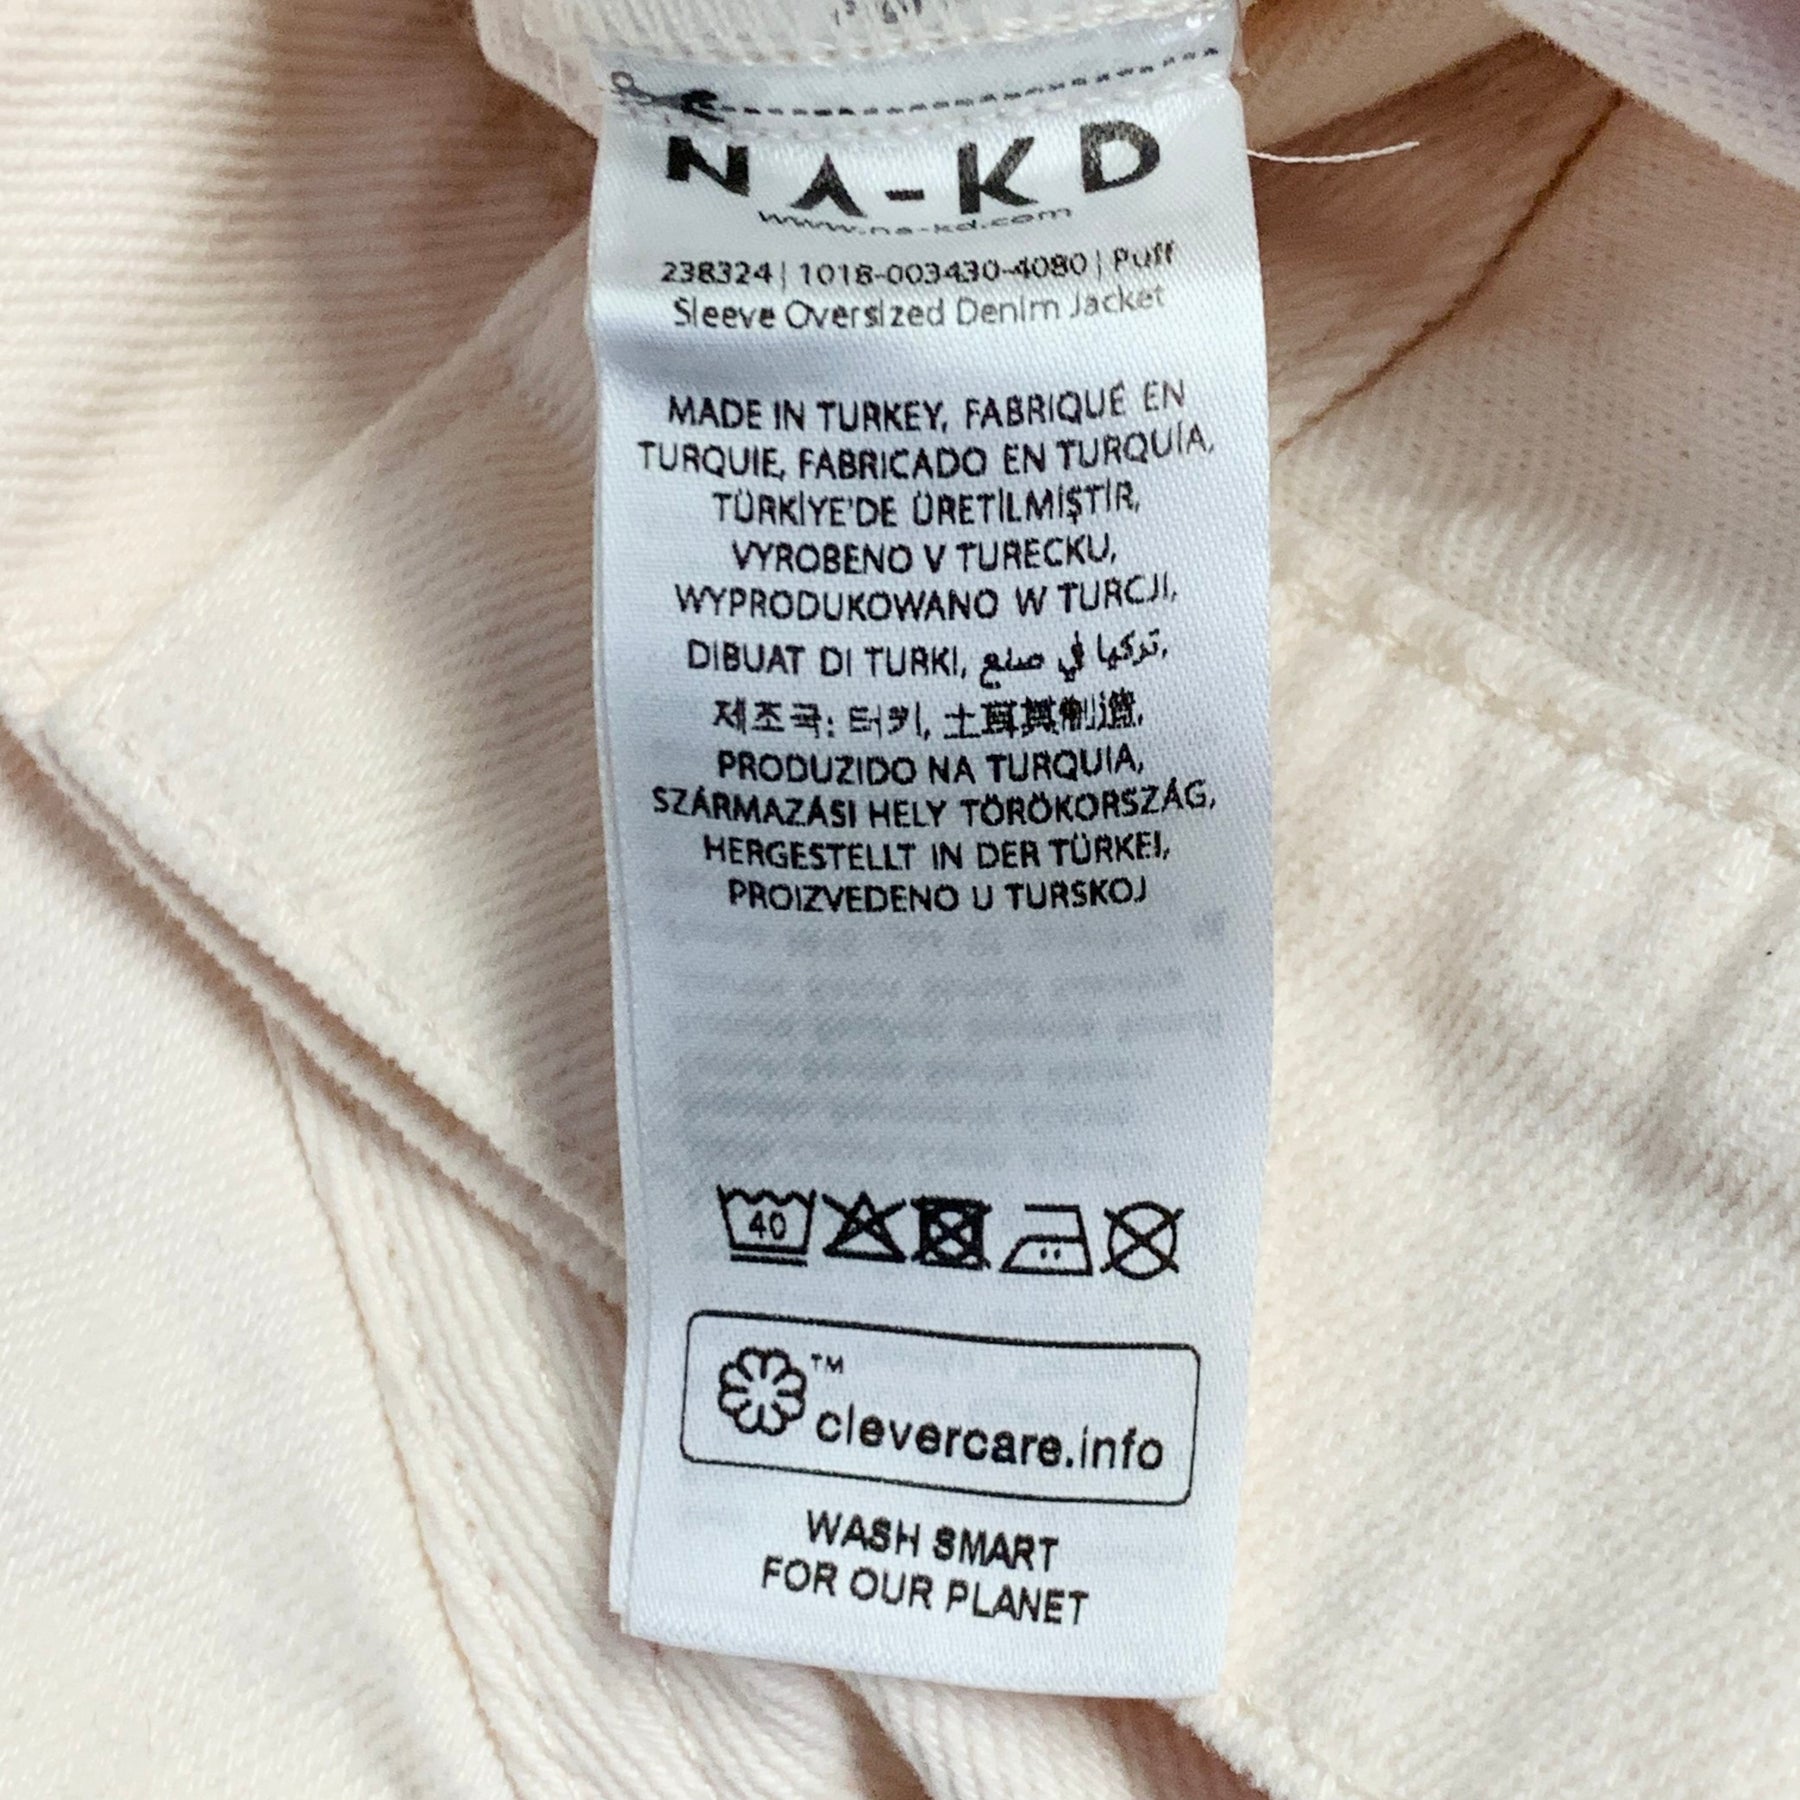 NA-KD
www.na-kd.com
238324 | 1018-003430-4080 | Puff
Sleeve Oversized Denim Jacket
MADE IN TURKEY, FABRIQUÉ EN
TURQUIE, FABRICADO EN TURQUÍA,
TÜRKİYE'DE ÜRETİLMİŞTİR,
VYROBENO V TURECKU,
WYPRODUKOWANO W TURCJI,
DIBUAT DI TURKI, صنع في تركيا,
제조국: 터키, 土耳其制造,
PRODUZIDO NA TURQUIA,
SZÁRMAZÁSI HELY TÖRÖKORSZÁG,
HERGESTELLT IN DER TÜRKEI,
PROIZVEDENO U TURSKOJ
40
™
clevercare.info
WASH SMART
FOR OUR PLANET